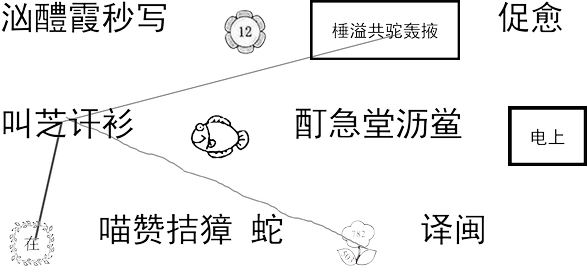 汹醴霞秒写 12 棰溢共驼轰掖 促愈
叫芝讦衫 酊急堂沥鲎 电上
在 喵赞拮獐 蛇 782 译闽